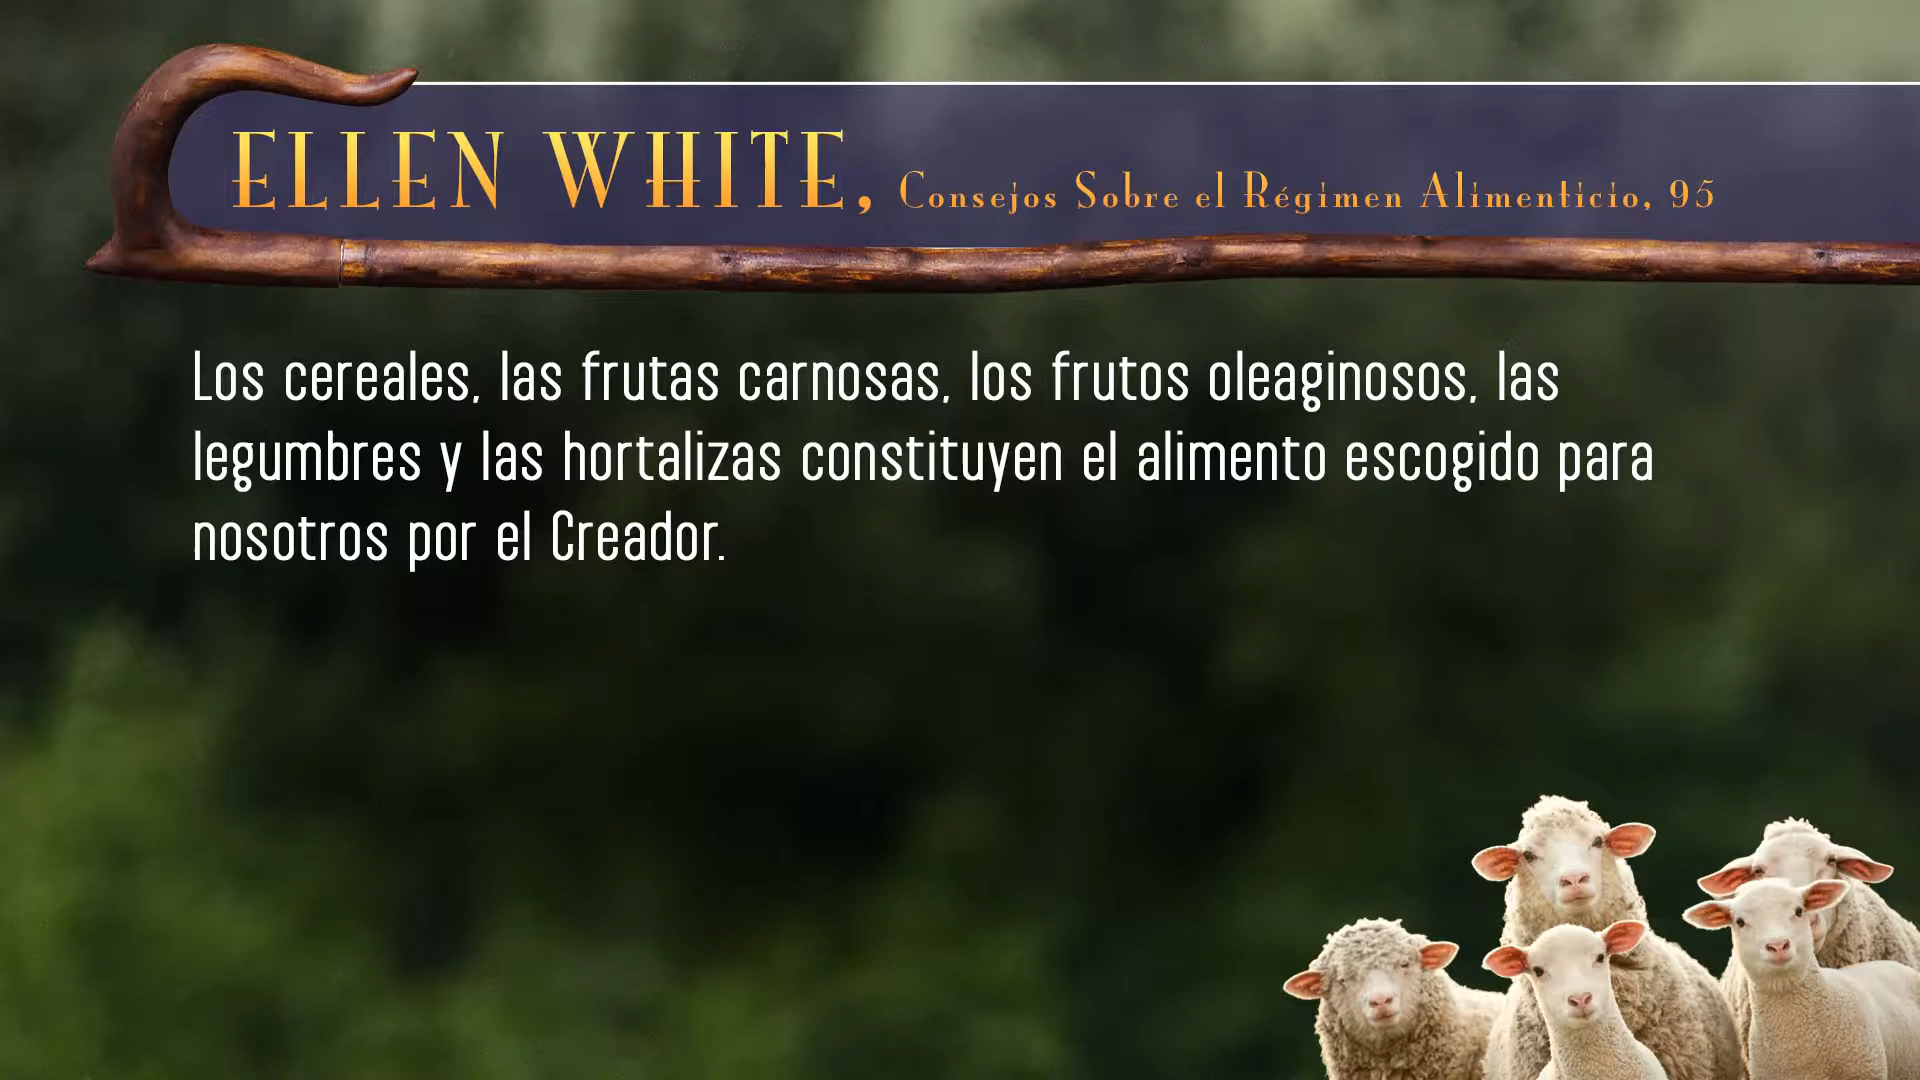 ELLEN WHITE, Consejos Sobre el Régimen Alimenticio, 95
Los cereales, las frutas carnosas, los frutos oleaginosos, las
legumbres y las hortalizas constituyen el alimento escogido para
nosotros por el Creador.